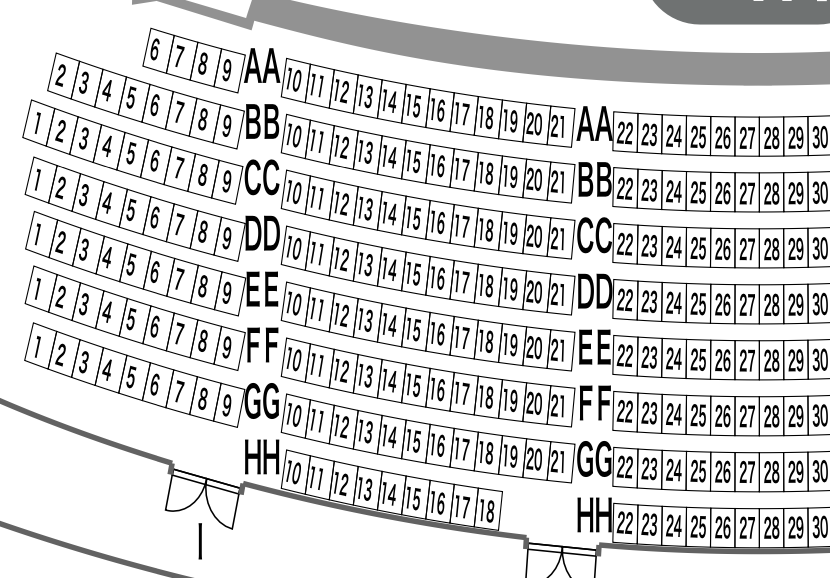 6 7 8 9 AA 10 11 12 13 14 15 16 17 18 19 20 21 AA 22 23 24 25 26 27 28 29 30
2 3 4 5 6 7 8 9 BB 10 11 12 13 14 15 16 17 18 19 20 21 BB 22 23 24 25 26 27 28 29 30
1 2 3 4 5 6 7 8 9 CC 10 11 12 13 14 15 16 17 18 19 20 21 CC 22 23 24 25 26 27 28 29 30
1 2 3 4 5 6 7 8 9 DD 10 11 12 13 14 15 16 17 18 19 20 21 DD 22 23 24 25 26 27 28 29 30
1 2 3 4 5 6 7 8 9 EE 10 11 12 13 14 15 16 17 18 19 20 21 EE 22 23 24 25 26 27 28 29 30
1 2 3 4 5 6 7 8 9 FF 10 11 12 13 14 15 16 17 18 19 20 21 FF 22 23 24 25 26 27 28 29 30
1 2 3 4 5 6 7 8 9 GG 10 11 12 13 14 15 16 17 18 19 20 21 GG 22 23 24 25 26 27 28 29 30
HH 10 11 12 13 14 15 16 17 18 HH 22 23 24 25 26 27 28 29 30
I